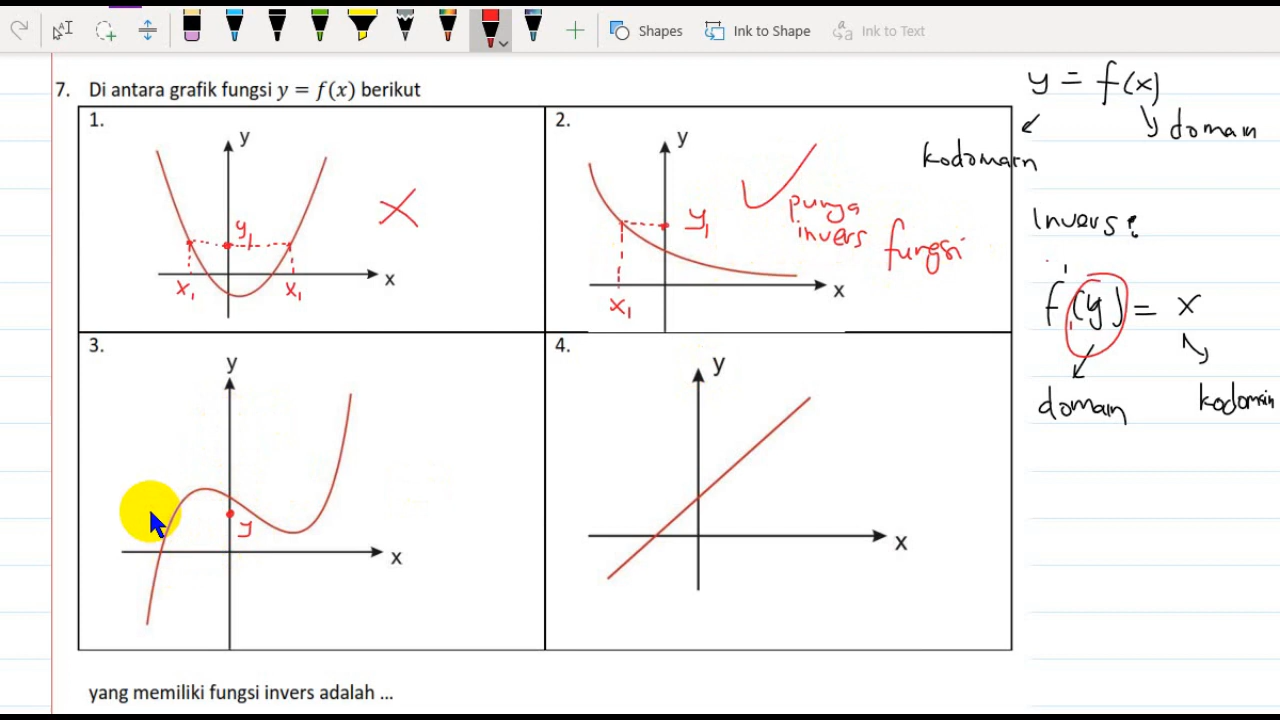 Shapes
Ink to Shape
Ink to Text
7. Di antara grafik fungsi y = f(x) berikut
1.
y
y₁
x₁
x₁
x
2.
y
y₁
punya
invers fungsi
x₁
x
3.
y
y
x
4.
y
x
yang memiliki fungsi invers adalah ...
y = f(x)
domain
kodomain
Invers:
f⁻¹(y) = x
domain
kodomain